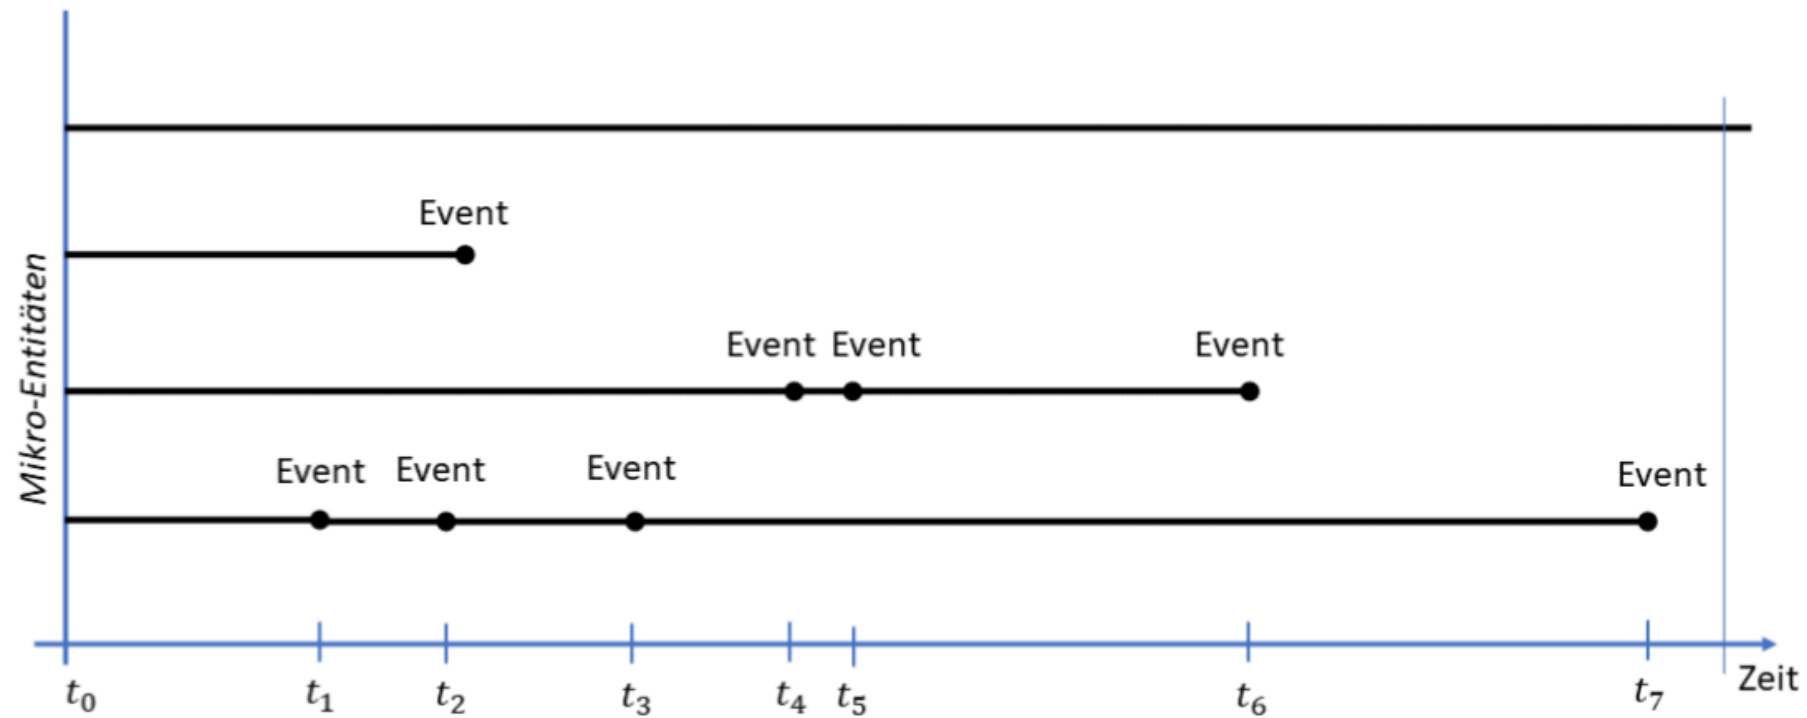 Event
Event Event Event
Event Event Event Event
Mikro-Entitäten
t₀ t₁ t₂ t₃ t₄ t₅ t₆ t₇ Zeit